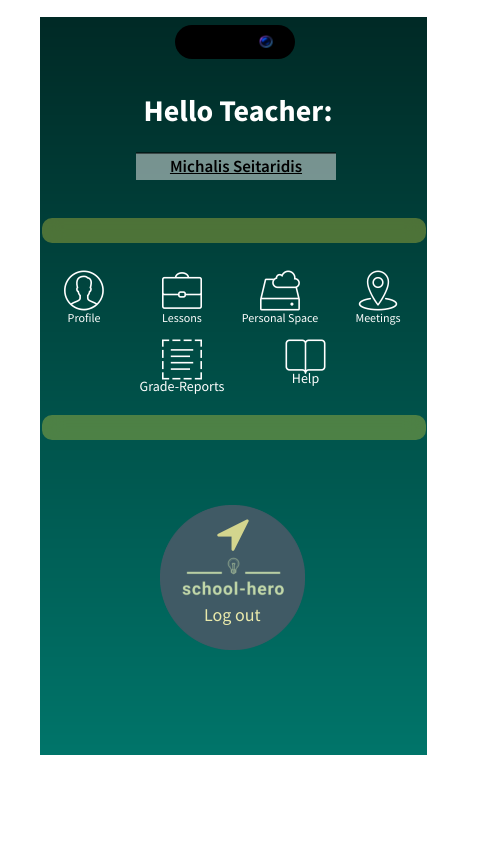 Hello Teacher:
Michalis Seitaridis
Profile
Lessons
Personal Space
Meetings
Grade-Reports
Help
school-hero
Log out